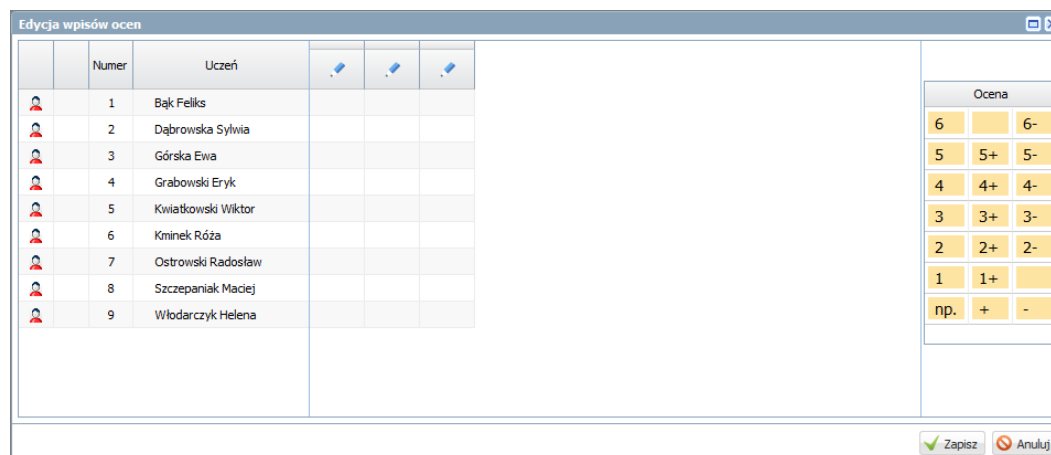 Edycja wpisów ocen
Numer Uczeń
1 Bąk Feliks
2 Dąbrowska Sylwia
3 Górska Ewa
4 Grabowski Eryk
5 Kwiatkowski Wiktor
6 Kminek Róża
7 Ostrowski Radosław
8 Szczepaniak Maciej
9 Włodarczyk Helena
Ocena
6 6-
5 5+ 5-
4 4+ 4-
3 3+ 3-
2 2+ 2-
1 1+
np. + -
Zapisz Anuluj